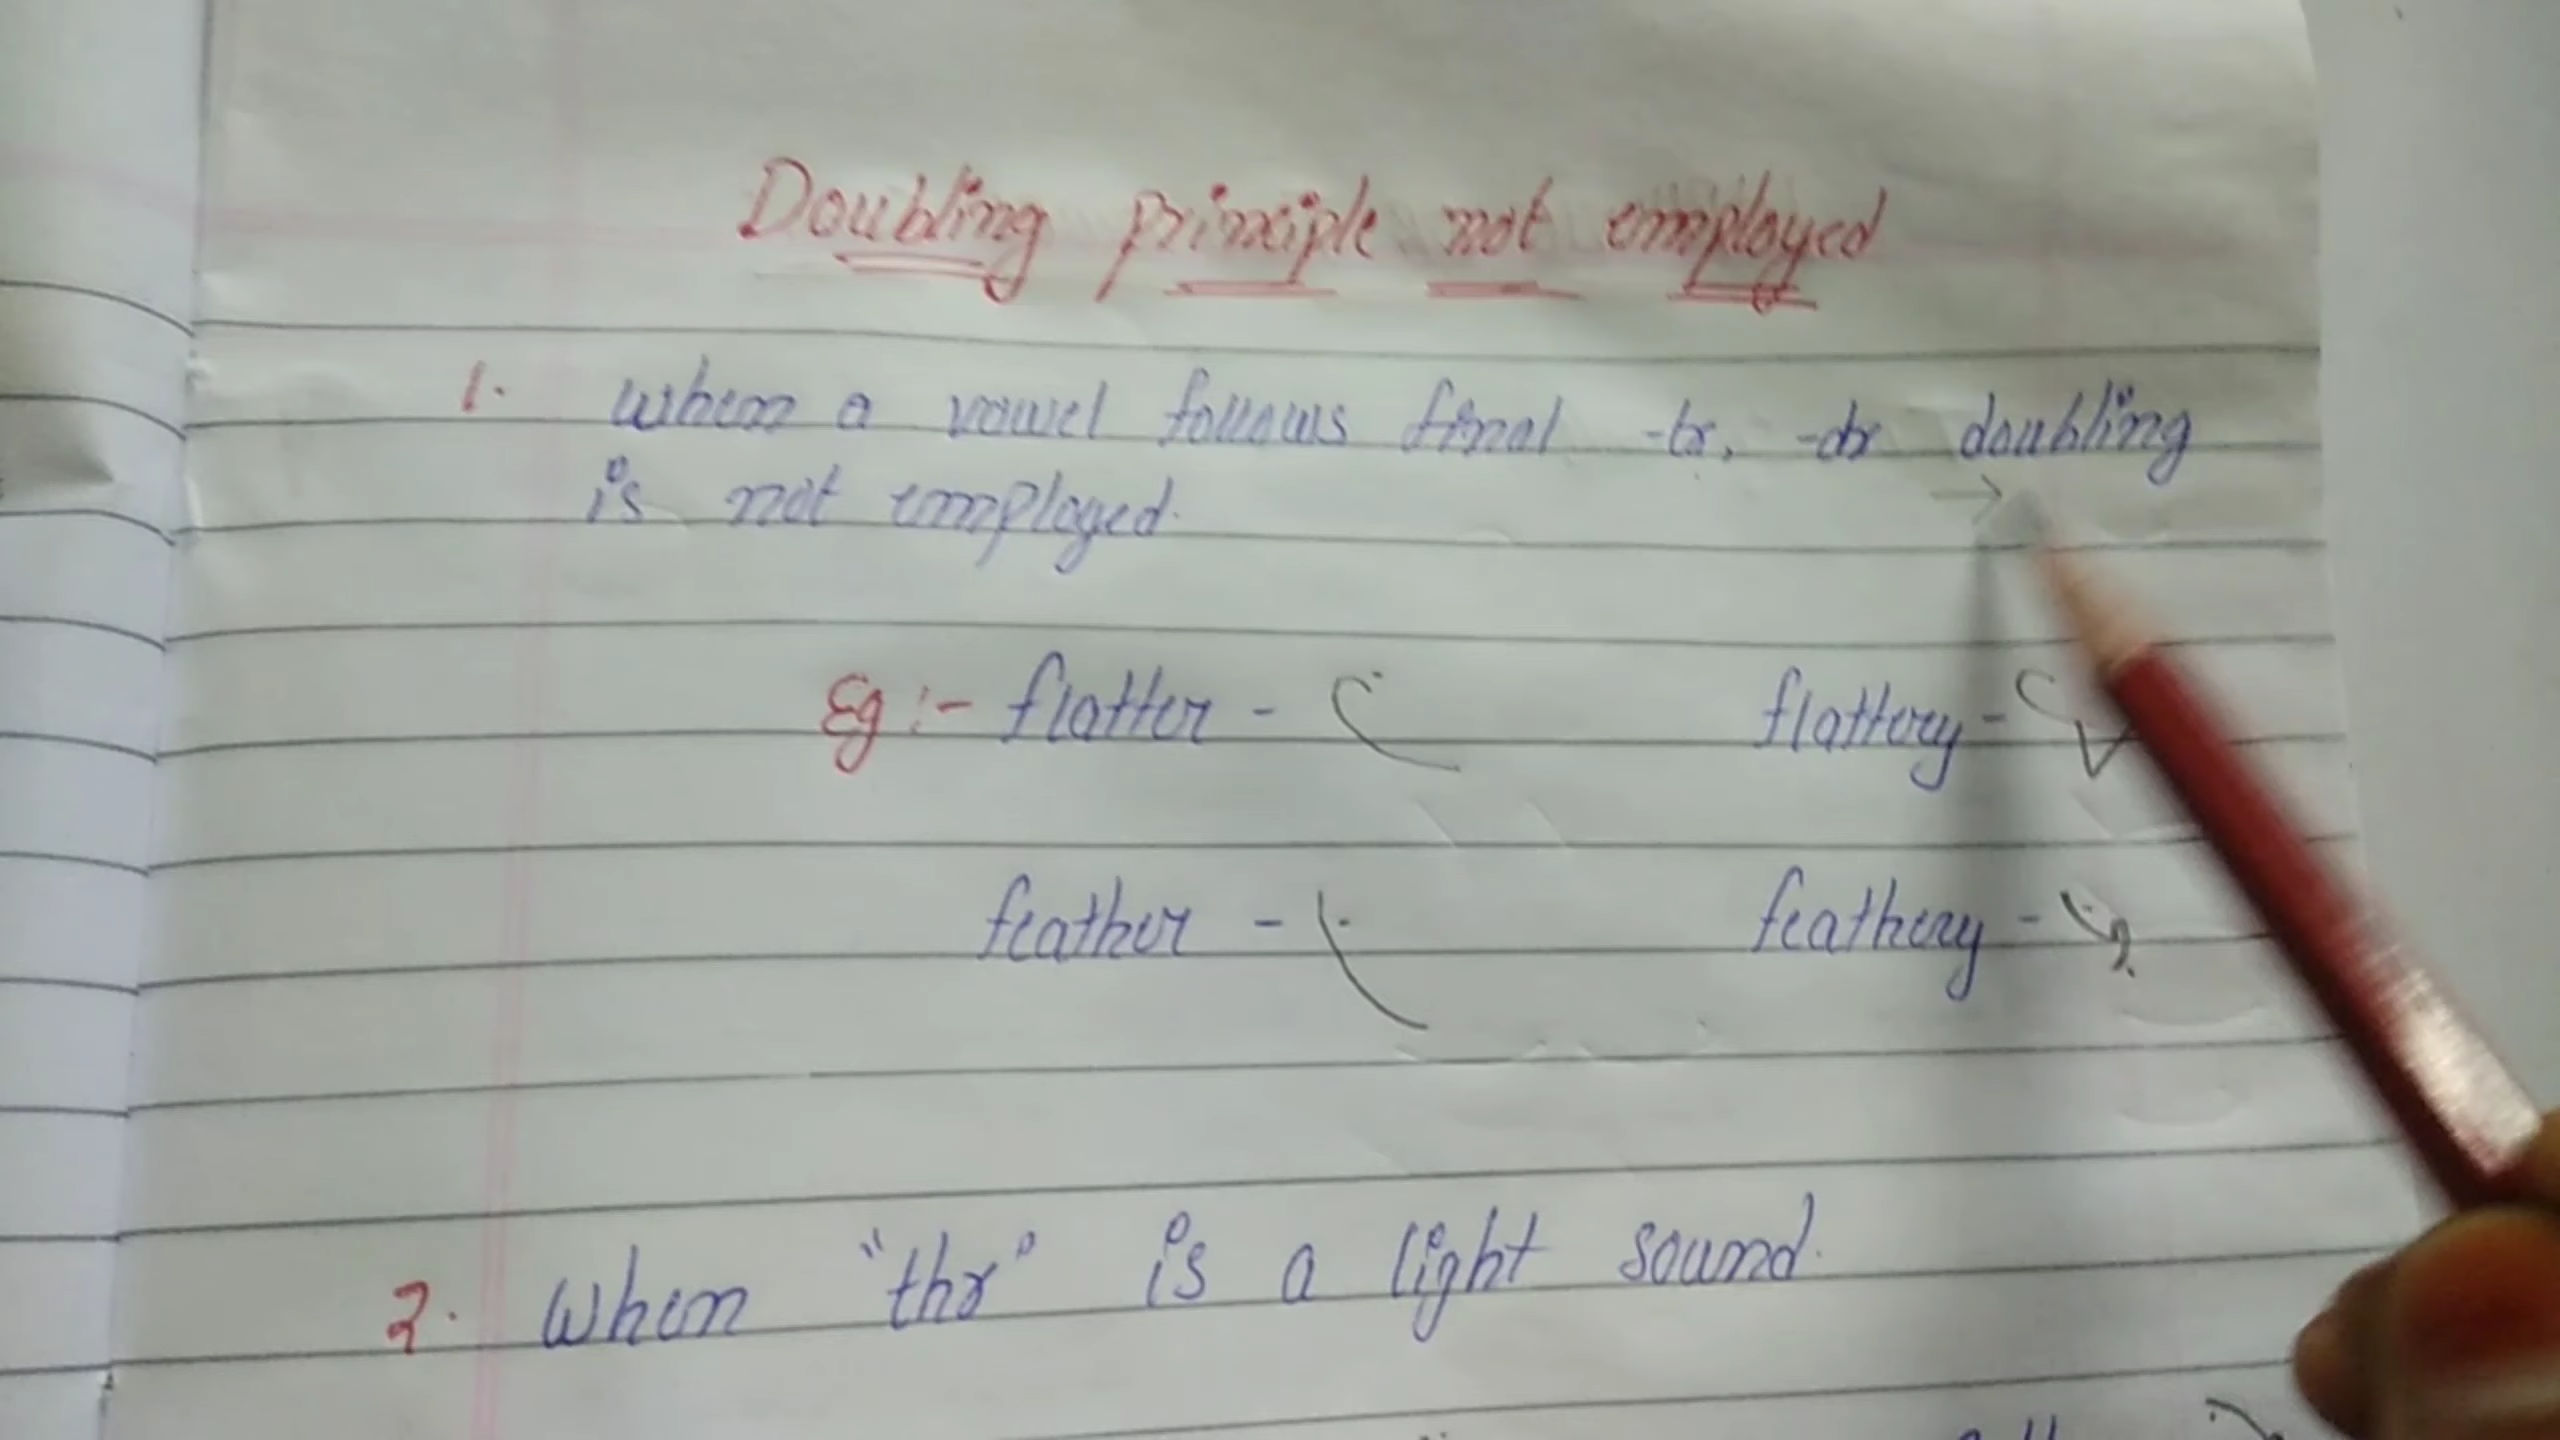 Doubling principle not employed
1. when a vowel follows final -tr, -dr doubling
is not employed.
Eg :- flatter - flattery -
feather - feathery -
2. When "thr" is a light sound.